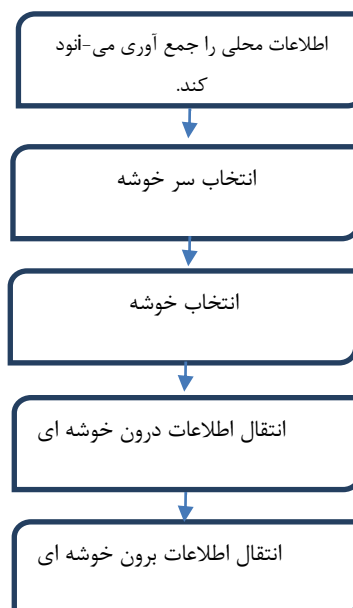 اطلاعات محلی را جمع آوری می-iنود
کند.
انتخاب سر خوشه
انتخاب خوشه
انتقال اطلاعات درون خوشه ای
انتقال اطلاعات برون خوشه ای